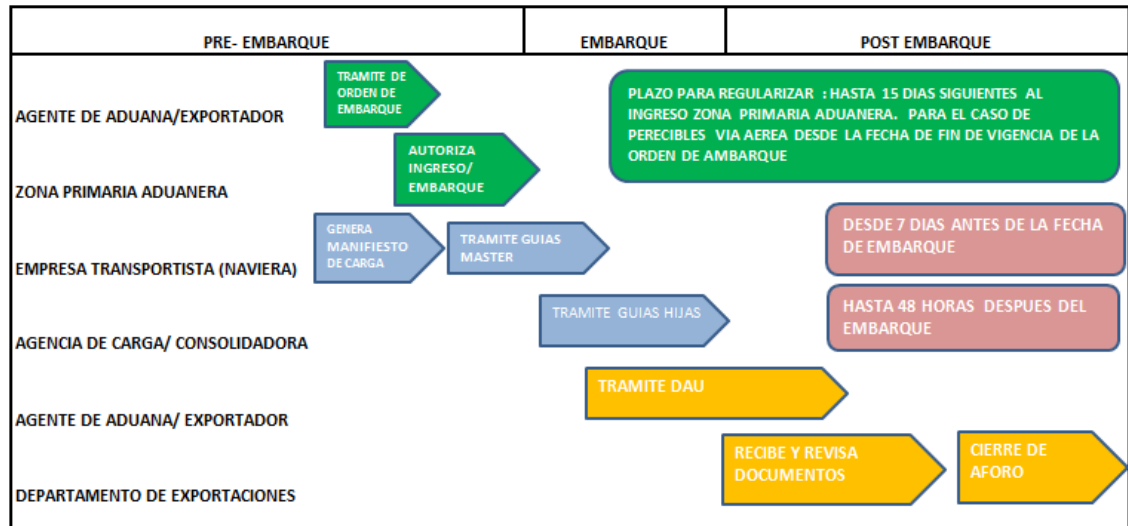 PRE- EMBARQUE
EMBARQUE
POST EMBARQUE
TRAMITE DE
ORDEN DE
EMBARQUE
AGENTE DE ADUANA/EXPORTADOR
PLAZO PARA REGULARIZAR : HASTA 15 DIAS SIGUIENTES AL
INGRESO ZONA PRIMARIA ADUANERA. PARA EL CASO DE
PERECIBLES VIA AEREA DESDE LA FECHA DE FIN DE VIGENCIA DE LA
ORDEN DE AMBARQUE
AUTORIZA
INGRESO/
EMBARQUE
ZONA PRIMARIA ADUANERA
GENERA
MANIFIESTO
DE CARGA
TRAMITE GUIAS
MASTER
DESDE 7 DIAS ANTES DE LA FECHA
DE EMBARQUE
EMPRESA TRANSPORTISTA (NAVIERA)
TRAMITE GUIAS HIJAS
HASTA 48 HORAS DESPUES DEL
EMBARQUE
AGENCIA DE CARGA/ CONSOLIDADORA
TRAMITE DAU
AGENTE DE ADUANA/ EXPORTADOR
RECIBE Y REVISA
DOCUMENTOS
CIERRE DE
AFORO
DEPARTAMENTO DE EXPORTACIONES